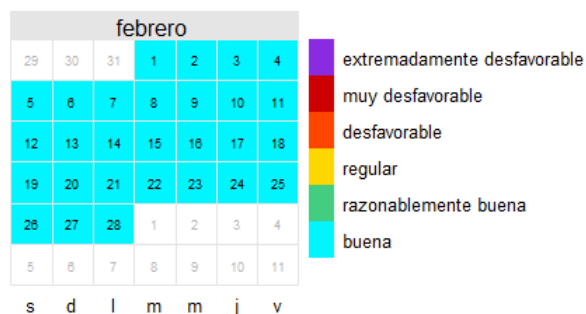 febrero
29 30 31 1 2 3 4
5 6 7 8 9 10 11
12 13 14 15 16 17 18
19 20 21 22 23 24 25
26 27 28 1 2 3 4
5 6 7 8 9 10 11
s d l m m j v
extremadamente desfavorable
muy desfavorable
desfavorable
regular
razonablemente buena
buena